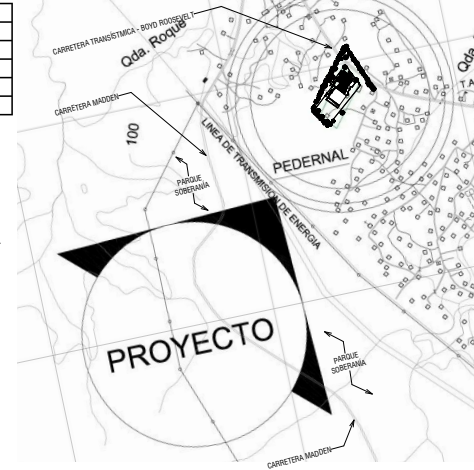 CARRETERA TRANSÍSTMICA - BOYD ROOSEVELT
Qda. Roque
Qda.
CARRETERA MADDEN
100
LINEA DE TRANSMISION DE ENERGIA
PEDERNAL
PARQUE
SOBERANÍA
PROYECTO
PARQUE
SOBERANÍA
CARRETERA MADDEN